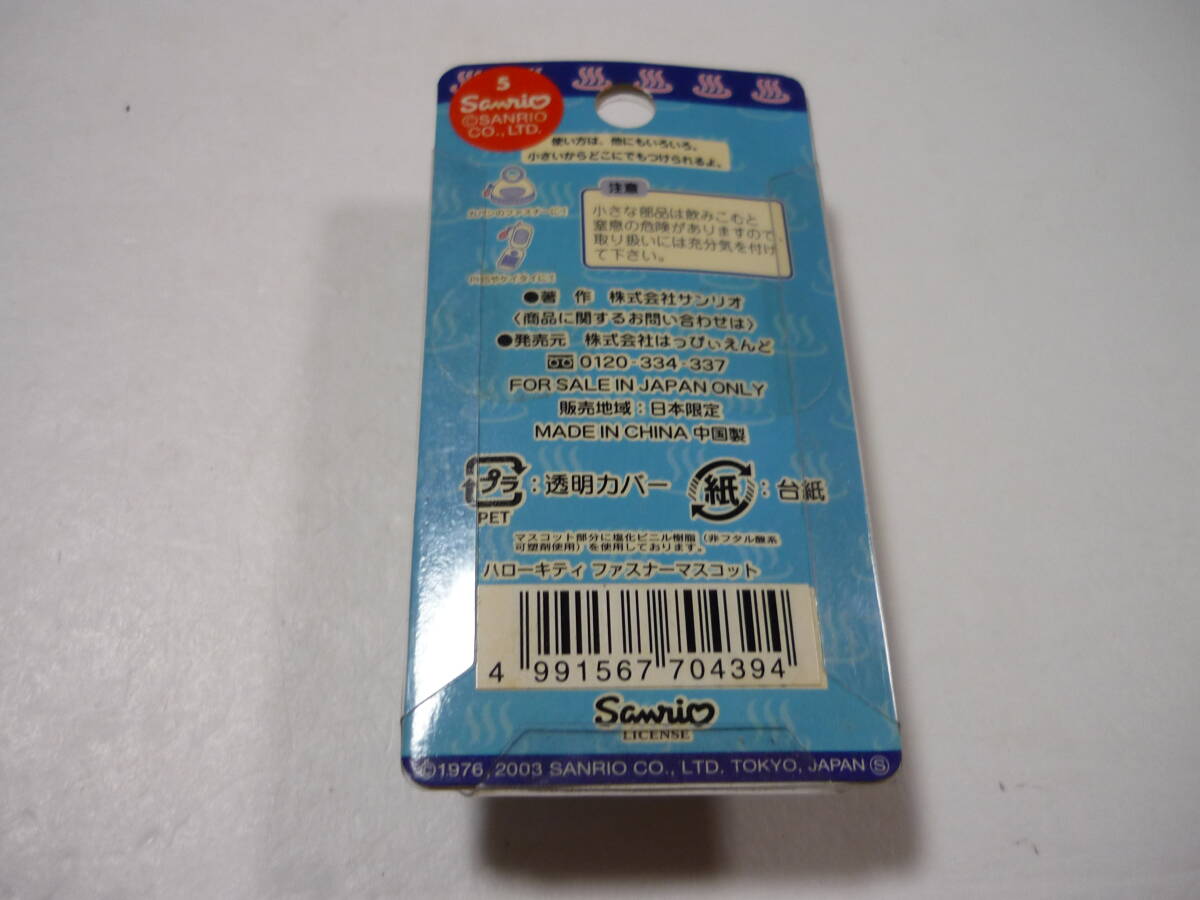 S
Sanrio
©SANRIO
CO., LTD.
使い方は、他にもいろいろ。
小さいからどこにでもつけられるよ。
カバンのファスナーに!
注意
小さな部品は飲みこむと
窒息の危険がありますので、
取り扱いには充分気を付け
て下さい。
●著 作 株式会社サンリオ
〈商品に関するお問い合わせは〉
●発売元 株式会社はっぴぃえんど
0120-334-337
FOR SALE IN JAPAN ONLY
販売地域:日本限定
MADE IN CHINA 中国製
プラ:透明カバー
PET
紙:台紙
マスコット部分に塩化ビニル樹脂(非フタル酸系
可塑剤使用)を使用しております。
ハローキティ ファスナーマスコット
4 991567 704394
Sanrio
LICENSE
©1976, 2003 SANRIO CO., LTD. TOKYO, JAPAN Ⓢ